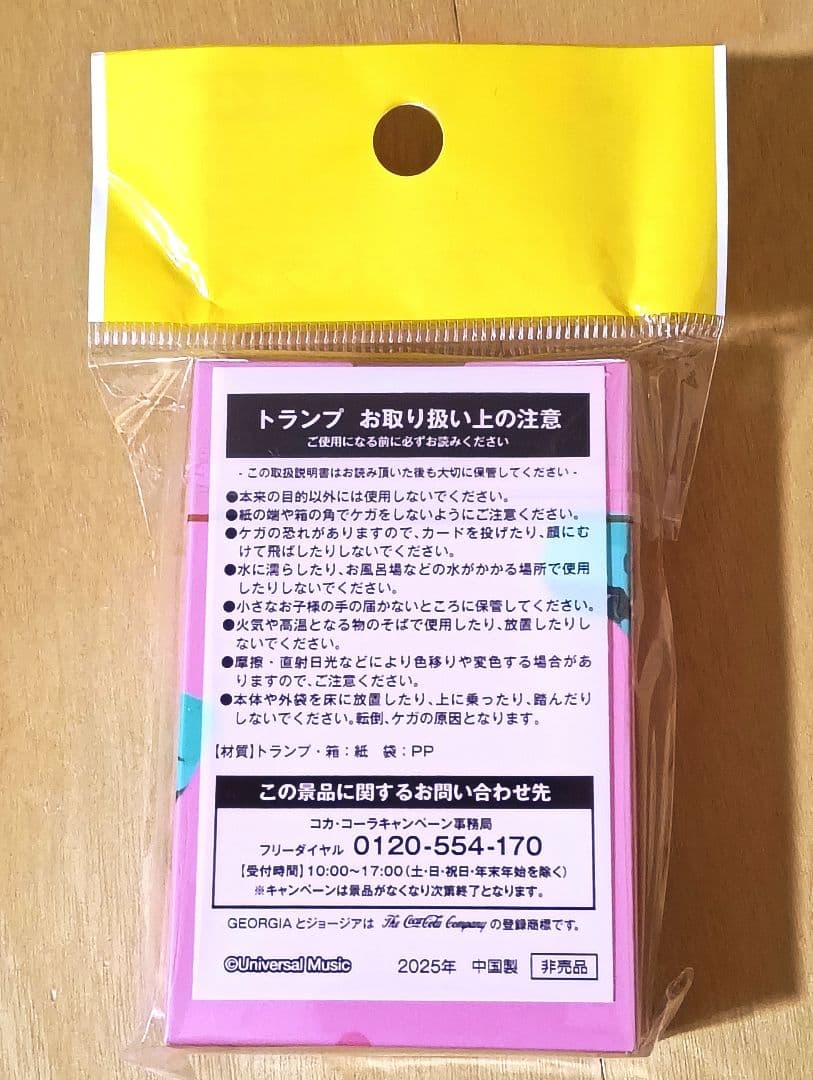 トランプ お取り扱い上の注意
ご使用になる前に必ずお読みください
- この取扱説明書はお読み頂いた後も大切に保管してください -
●本来の目的以外には使用しないでください。
●紙の端や箱の角でケガをしないようにご注意ください。
●ケガの恐れがありますので、カードを投げたり、顔にむ
けて飛ばしたりしないでください。
●水に濡らしたり、お風呂場などの水がかかる場所で使用
したりしないでください。
●小さなお子様の手の届かないところに保管してください。
●火気や高温となる物のそばで使用したり、放置したりし
ないでください。
●摩擦・直射日光などにより色移りや変色する場合があ
りますので、ご注意ください。
●本体や外袋を床に放置したり、上に乗ったり、踏んだり
しないでください。転倒、ケガの原因となります。
【材質】トランプ・箱：紙 袋：PP
この景品に関するお問い合わせ先
コカ・コーラキャンペーン事務局
フリーダイヤル 0120-554-170
【受付時間】10:00～17:00（土・日・祝日・年末年始を除く）
※キャンペーンは景品がなくなり次第終了となります。
GEORGIAとジョージアは The Coca-Cola Company の登録商標です。
©Universal Music 2025年 中国製 非売品